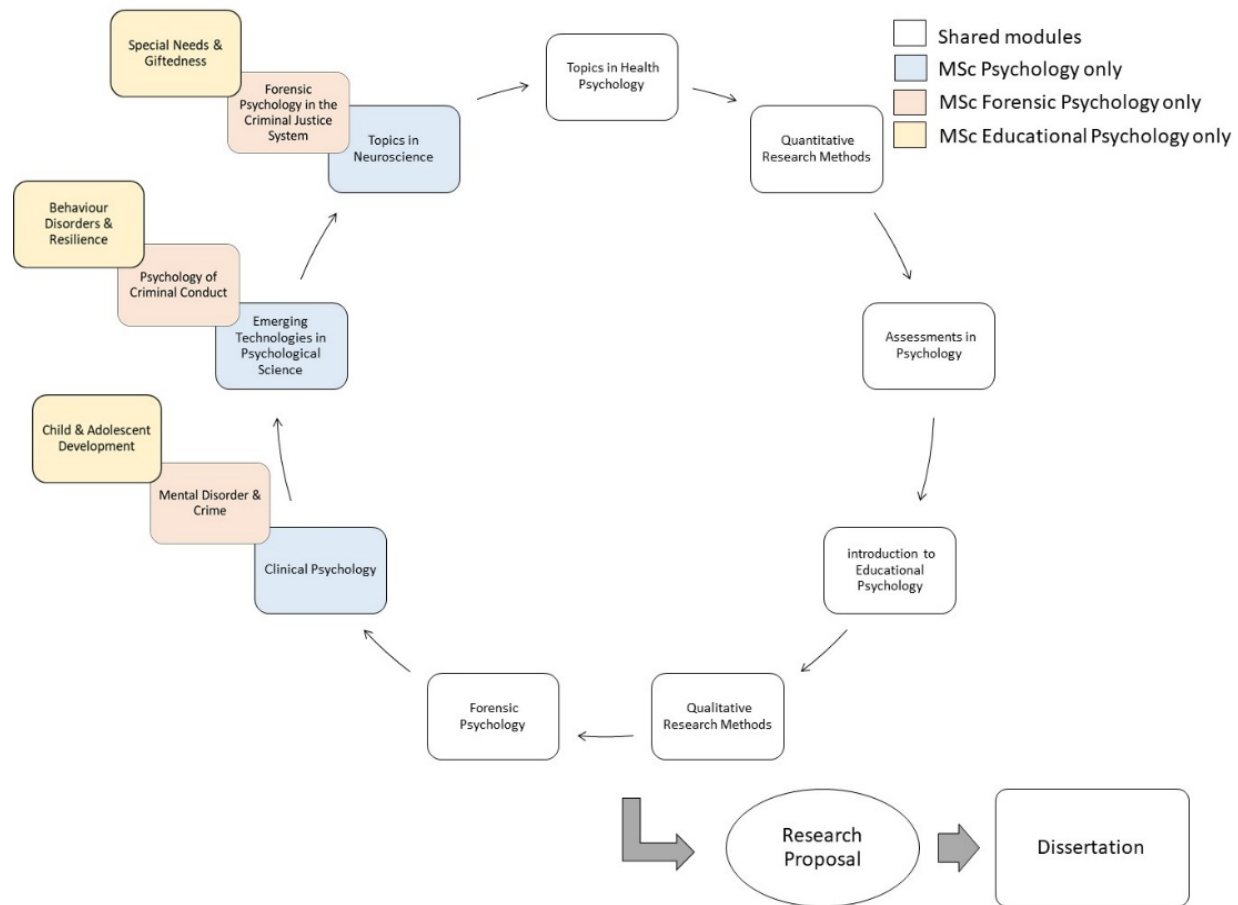 Special Needs &
Giftedness
Forensic
Psychology in the
Criminal Justice
System
Topics in
Neuroscience
Topics in Health
Psychology
Quantitative
Research Methods
Shared modules
MSc Psychology only
MSc Forensic Psychology only
MSc Educational Psychology only
Behaviour
Disorders &
Resilience
Psychology of
Criminal Conduct
Emerging
Technologies in
Psychological
Science
Assessments in
Psychology
Child & Adolescent
Development
Mental Disorder &
Crime
Clinical Psychology
introduction to
Educational
Psychology
Forensic
Psychology
Qualitative
Research Methods
Research
Proposal
Dissertation